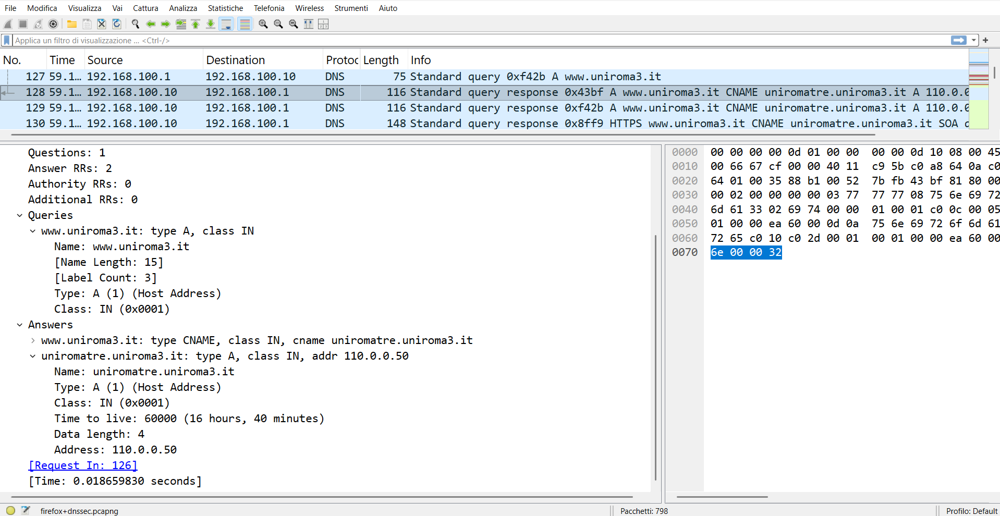 File Modifica Visualizza Vai Cattura Analizza Statistiche Telefonia Wireless Strumenti Aiuto
Applica un filtro di visualizzazione ... <Ctrl-/>
No. Time Source Destination Protoc Length Info
127 59.1… 192.168.100.1 192.168.100.10 DNS 75 Standard query 0xf42b A www.uniroma3.it
128 59.1… 192.168.100.10 192.168.100.1 DNS 116 Standard query response 0x43bf A www.uniroma3.it CNAME uniromatre.uniroma3.it A 110.0.0
129 59.1… 192.168.100.10 192.168.100.1 DNS 116 Standard query response 0xf42b A www.uniroma3.it CNAME uniromatre.uniroma3.it A 110.0.0
130 59.1… 192.168.100.10 192.168.100.1 DNS 148 Standard query response 0x8ff9 HTTPS www.uniroma3.it CNAME uniromatre.uniroma3.it SOA
Questions: 1
Answer RRs: 2
Authority RRs: 0
Additional RRs: 0
Queries
www.uniroma3.it: type A, class IN
Name: www.uniroma3.it
[Name Length: 15]
[Label Count: 3]
Type: A (1) (Host Address)
Class: IN (0x0001)
Answers
www.uniroma3.it: type CNAME, class IN, cname uniromatre.uniroma3.it
uniromatre.uniroma3.it: type A, class IN, addr 110.0.0.50
Name: uniromatre.uniroma3.it
Type: A (1) (Host Address)
Class: IN (0x0001)
Time to live: 60000 (16 hours, 40 minutes)
Data length: 4
Address: 110.0.0.50
[Request In: 126]
[Time: 0.018659830 seconds]
0000 00 00 00 00 0d 01 00 00 00 00 0d 10 08 00 45
0010 00 66 67 cf 00 00 40 11 c9 5b c0 a8 64 0a c0
0020 64 01 00 35 88 b1 00 52 7b fb 43 bf 81 80 00
0030 00 02 00 00 00 00 03 77 77 77 08 75 6e 69 72
0040 6d 61 33 02 69 74 00 00 01 00 01 c0 0c 00 05
0050 01 00 00 ea 60 00 0d 0a 75 6e 69 72 6f 6d 61
0060 72 65 c0 10 c0 2d 00 01 00 01 00 00 ea 60 00
0070 6e 00 00 32
firefox+dnssec.pcapng Pacchetti: 798 Profilo: Default